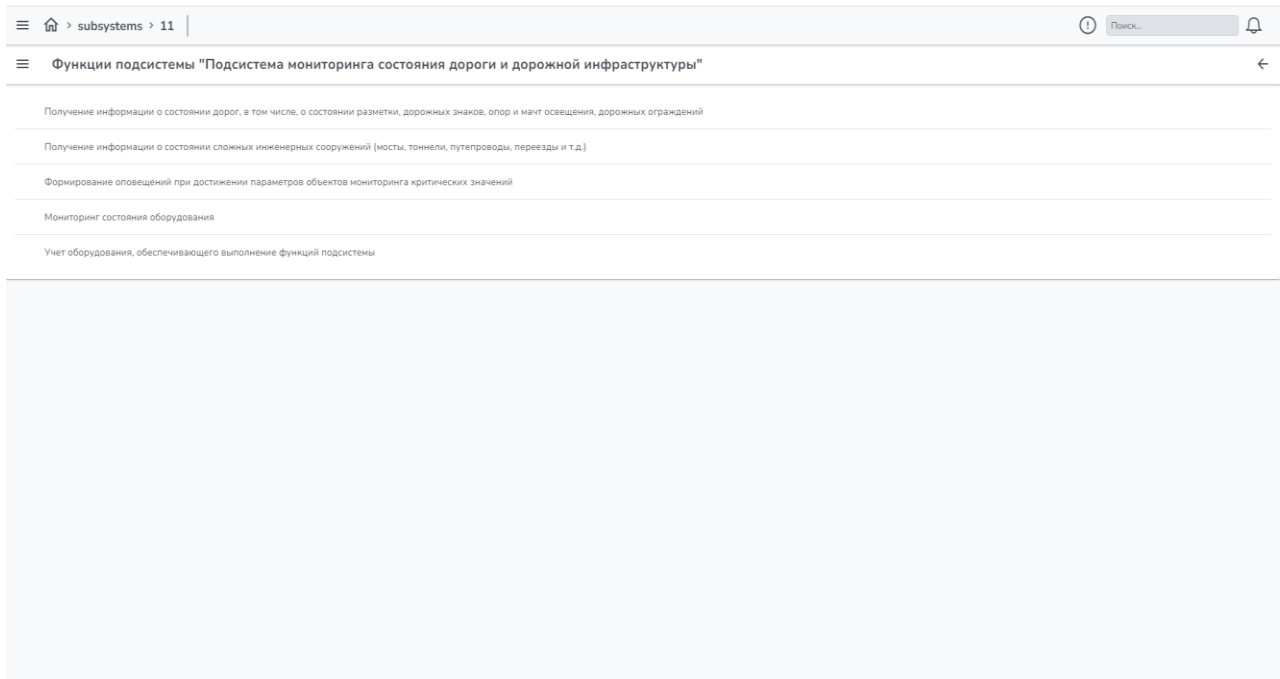 subsystems > 11
Поиск...
Функции подсистемы "Подсистема мониторинга состояния дороги и дорожной инфраструктуры"
Получение информации о состоянии дорог, в том числе, о состоянии разметки, дорожных знаков, опор и мачт освещения, дорожных ограждений
Получение информации о состоянии сложных инженерных сооружений (мосты, тоннели, путепроводы, переезды и т.д.)
Формирование оповещений при достижении параметров объектов мониторинга критических значений
Мониторинг состояния оборудования
Учет оборудования, обеспечивающего выполнение функций подсистемы